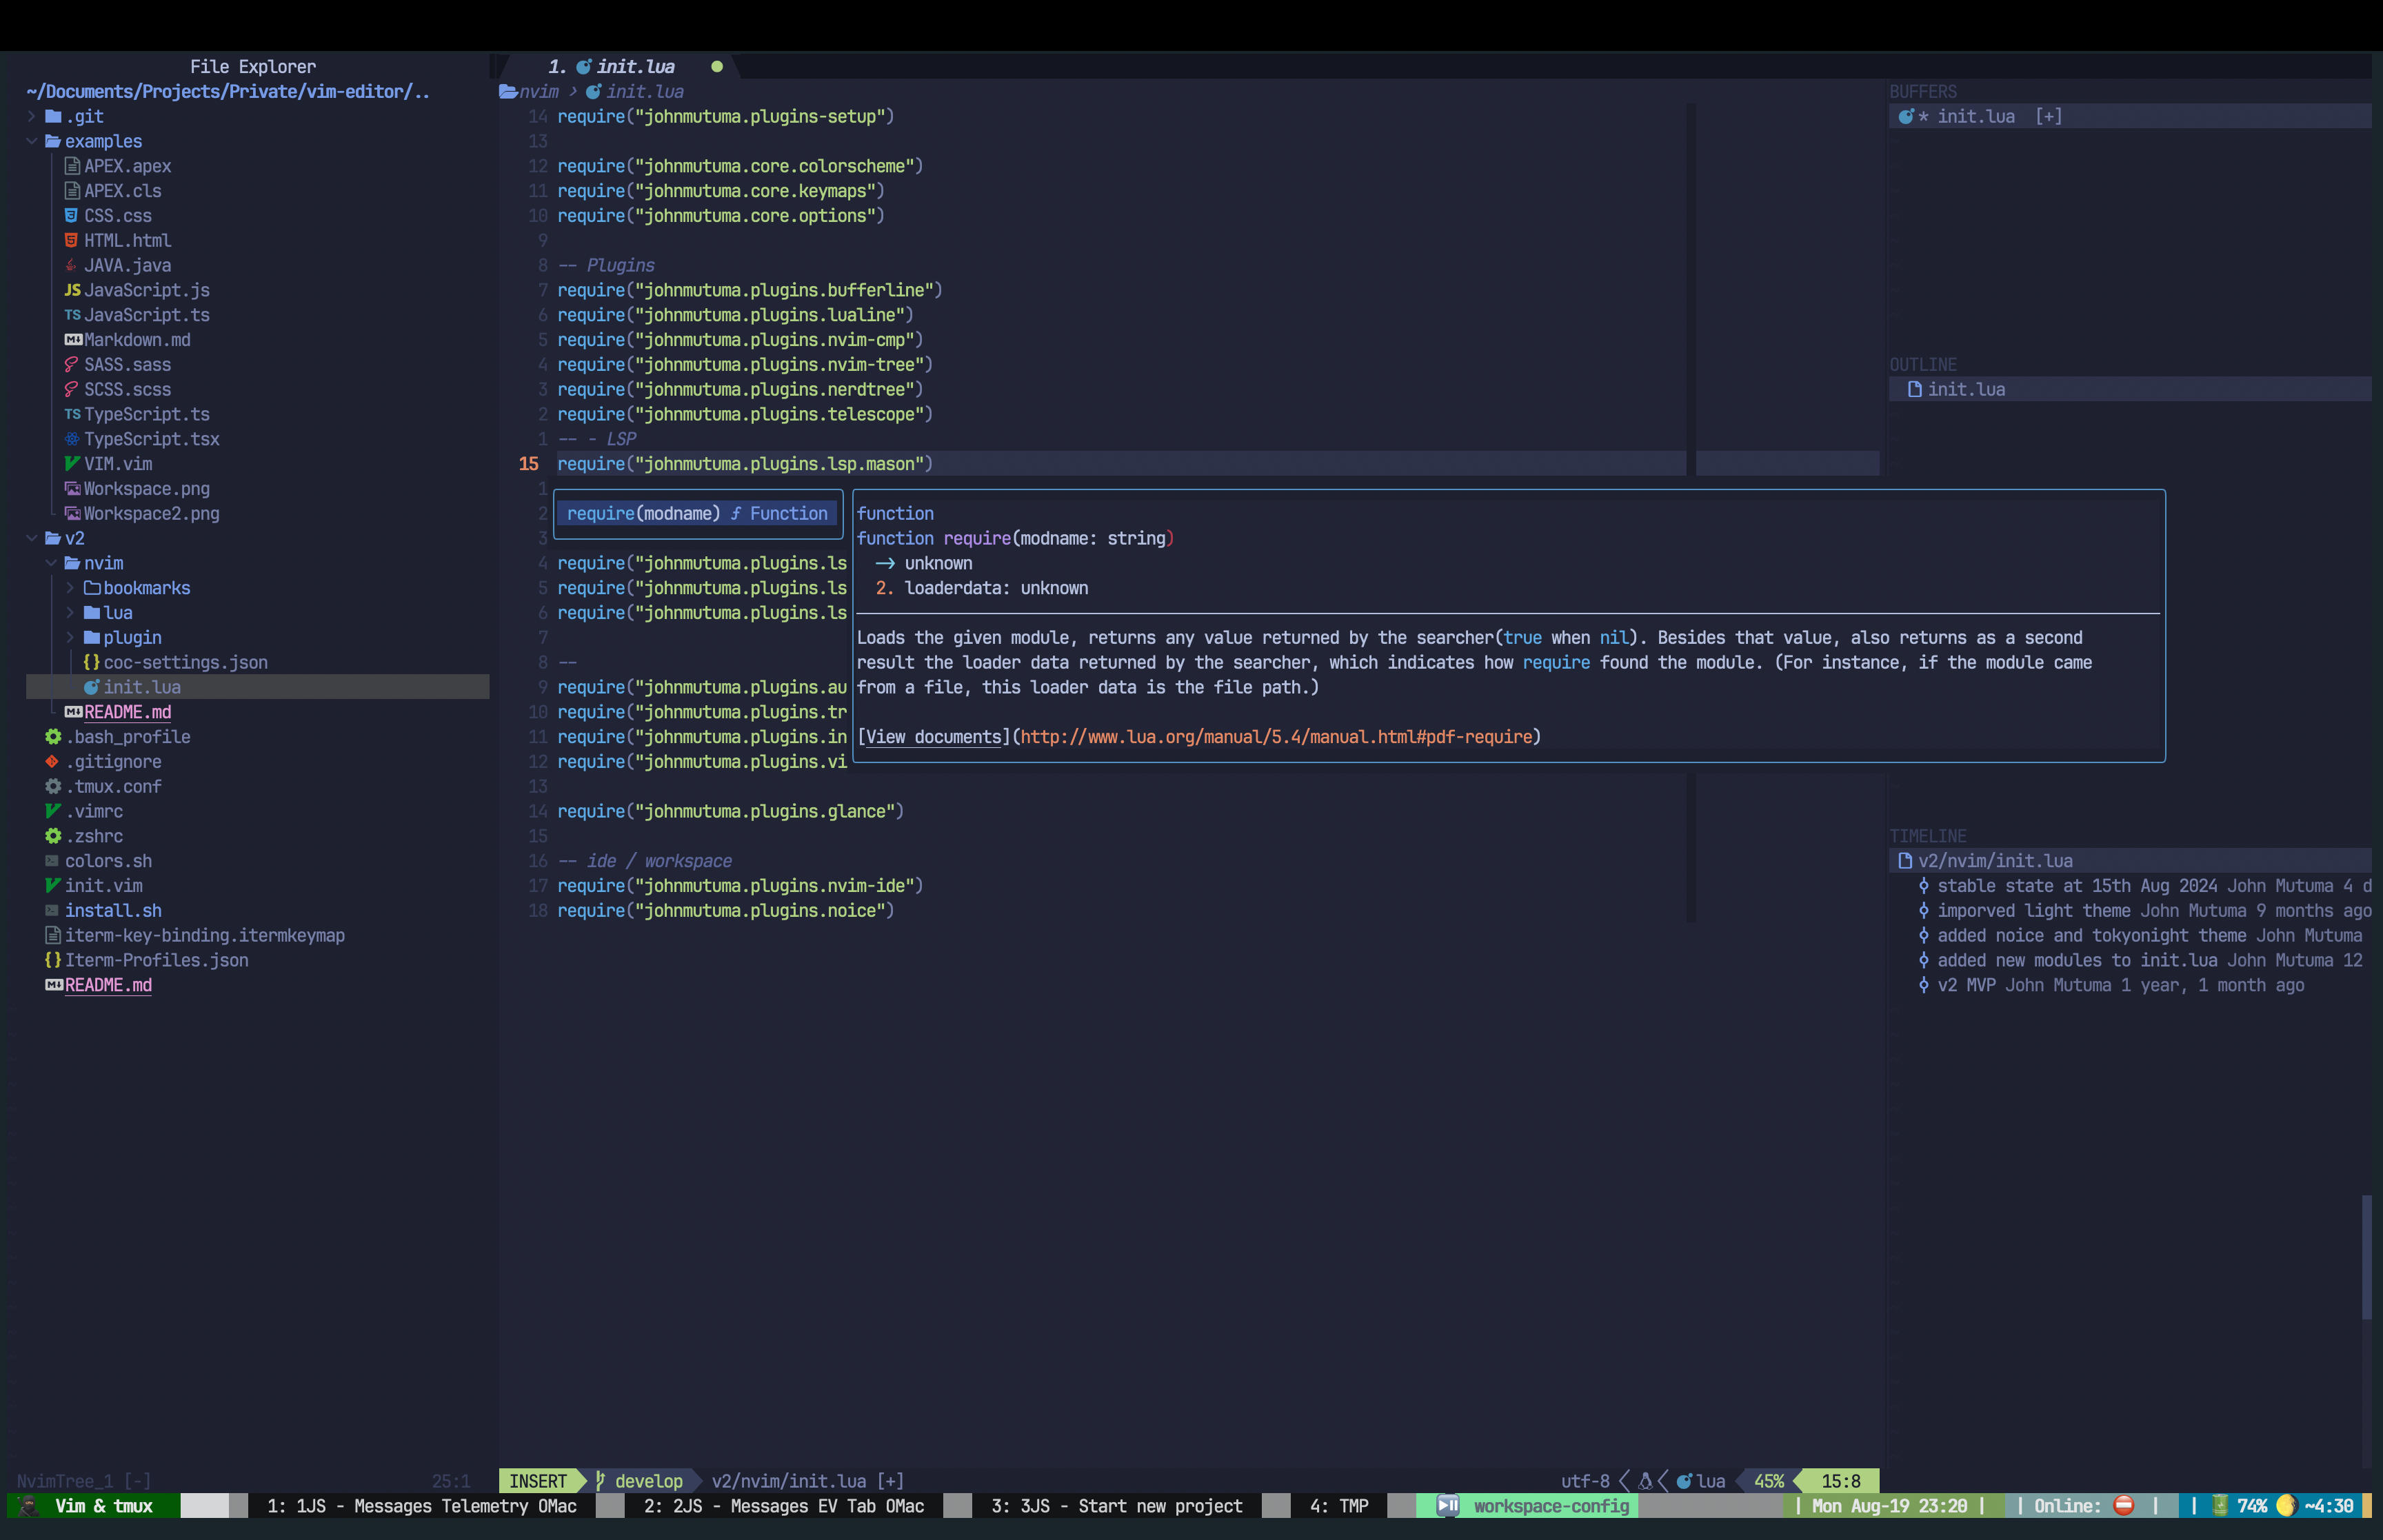 File Explorer
~/Documents/Projects/Private/vim-editor/..
.git
examples
APEX.apex
APEX.cls
CSS.css
HTML.html
JAVA.java
JS JavaScript.js
TS JavaScript.ts
Markdown.md
SASS.sass
SCSS.scss
TS TypeScript.ts
TypeScript.tsx
VIM.vim
Workspace.png
Workspace2.png
v2
nvim
bookmarks
lua
plugin
{} coc-settings.json
init.lua
README.md
.bash_profile
.gitignore
.tmux.conf
.vimrc
.zshrc
colors.sh
init.vim
install.sh
iterm-key-binding.itermkeymap
{} Iterm-Profiles.json
README.md
NvimTree_1 [-] 25:1
1. init.lua
nvim > init.lua
14 require("johnmutuma.plugins-setup")
13
12 require("johnmutuma.core.colorscheme")
11 require("johnmutuma.core.keymaps")
10 require("johnmutuma.core.options")
9
8 -- Plugins
7 require("johnmutuma.plugins.bufferline")
6 require("johnmutuma.plugins.lualine")
5 require("johnmutuma.plugins.nvim-cmp")
4 require("johnmutuma.plugins.nvim-tree")
3 require("johnmutuma.plugins.nerdtree")
2 require("johnmutuma.plugins.telescope")
1 -- - LSP
15 require("johnmutuma.plugins.lsp.mason")
1
2
3
4 require("johnmutuma.plugins.ls
5 require("johnmutuma.plugins.ls
6 require("johnmutuma.plugins.ls
7
8 --
9 require("johnmutuma.plugins.au
10 require("johnmutuma.plugins.tr
11 require("johnmutuma.plugins.in
12 require("johnmutuma.plugins.vi
13
14 require("johnmutuma.plugins.glance")
15
16 -- ide / workspace
17 require("johnmutuma.plugins.nvim-ide")
18 require("johnmutuma.plugins.noice")
require(modname) ƒ Function
function
function require(modname: string)
→ unknown
2. loaderdata: unknown
Loads the given module, returns any value returned by the searcher(true when nil). Besides that value, also returns as a second
result the loader data returned by the searcher, which indicates how require found the module. (For instance, if the module came
from a file, this loader data is the file path.)
[View documents](http://www.lua.org/manual/5.4/manual.html#pdf-require)
BUFFERS
* init.lua [+]
OUTLINE
init.lua
TIMELINE
v2/nvim/init.lua
stable state at 15th Aug 2024 John Mutuma 4 d
imporved light theme John Mutuma 9 months ago
added noice and tokyonight theme John Mutuma
added new modules to init.lua John Mutuma 12
v2 MVP John Mutuma 1 year, 1 month ago
INSERT develop v2/nvim/init.lua [+] utf-8 lua 45% 15:8
Vim & tmux 1: 1JS - Messages Telemetry OMac 2: 2JS - Messages EV Tab OMac 3: 3JS - Start new project 4: TMP workspace-config | Mon Aug-19 23:20 | | Online: | | 74% ~4:30